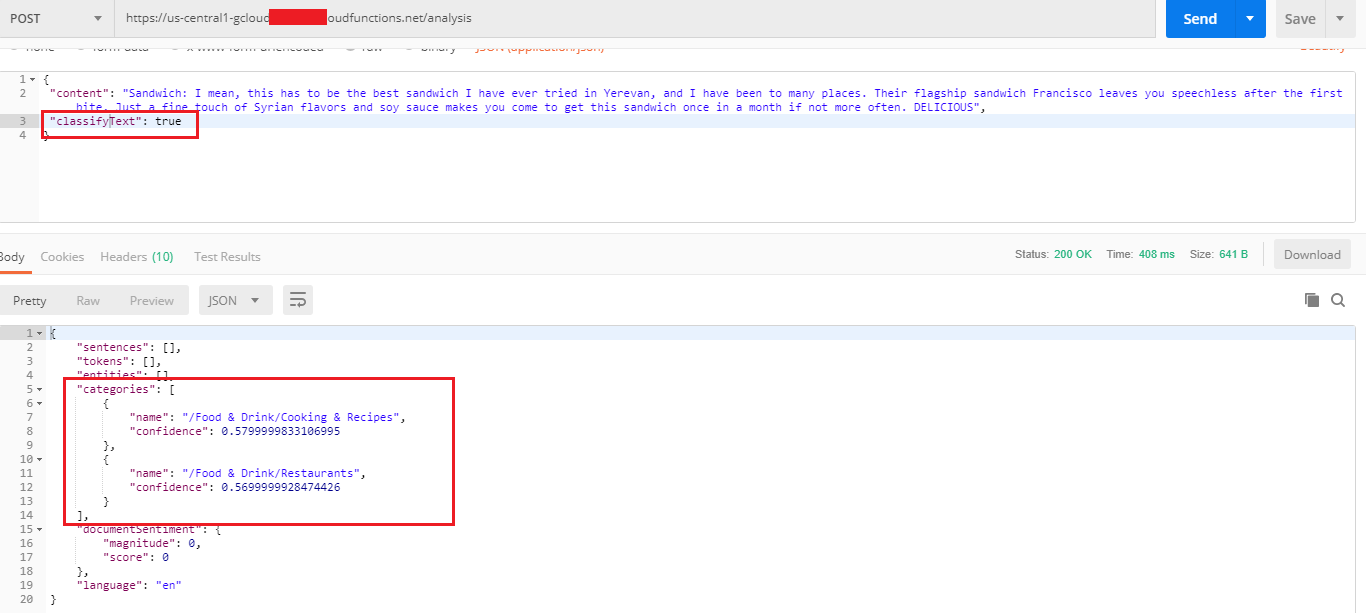 POST https://us-central1-gcloud oudfunctions.net/analysis Send Save
none form-data x-www-form-urlencoded raw binary JSON (application/json) Beautify
1 {
2 "content": "Sandwich: I mean, this has to be the best sandwich I have ever tried in Yerevan, and I have been to many places. Their flagship sandwich Francisco leaves you speechless after the first
bite. Just a fine touch of Syrian flavors and soy sauce makes you come to get this sandwich once in a month if not more often. DELICIOUS",
3 "classifyText": true
4 }
Body Cookies Headers (10) Test Results Status: 200 OK Time: 408 ms Size: 641 B Download
Pretty Raw Preview JSON
1 {
2 "sentences": [],
3 "tokens": [],
4 "entities": [],
5 "categories": [
6 {
7 "name": "/Food & Drink/Cooking & Recipes",
8 "confidence": 0.5799999833106995
9 },
10 {
11 "name": "/Food & Drink/Restaurants",
12 "confidence": 0.5699999928474426
13 }
14 ],
15 "documentSentiment": {
16 "magnitude": 0,
17 "score": 0
18 },
19 "language": "en"
20 }